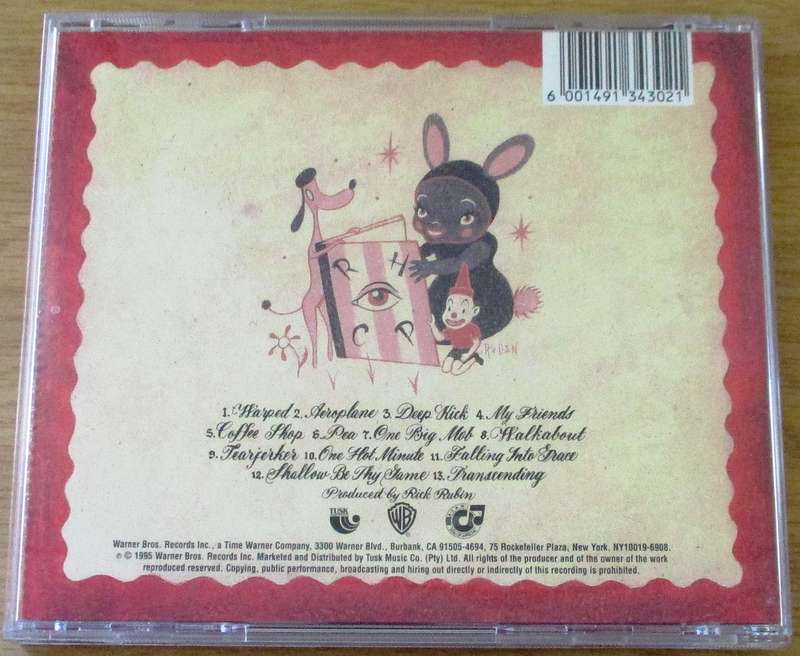 6 001491 343021
R H
C P
RYDEN
1. Warped 2. Aeroplane 3. Deep Kick 4. My Friends
5. Coffee Shop 6. Pea 7. One Big Mob 8. Walkabout
9. Tearjerker 10. One Hot Minute 11. Falling Into Grace
12. Shallow Be Thy Game 13. Transcending
Produced by Rick Rubin
TUSK
WB
Warner Bros. Records Inc., a Time Warner Company, 3300 Warner Blvd., Burbank, CA 91505-4694, 75 Rockefeller Plaza, New York, NY10019-6908.
℗ © 1995 Warner Bros. Records Inc. Marketed and Distributed by Tusk Music Co. (Pty) Ltd. All rights of the producer and of the owner of the work
reproduced reserved. Copying, public performance, broadcasting and hiring out directly or indirectly of this recording is prohibited.